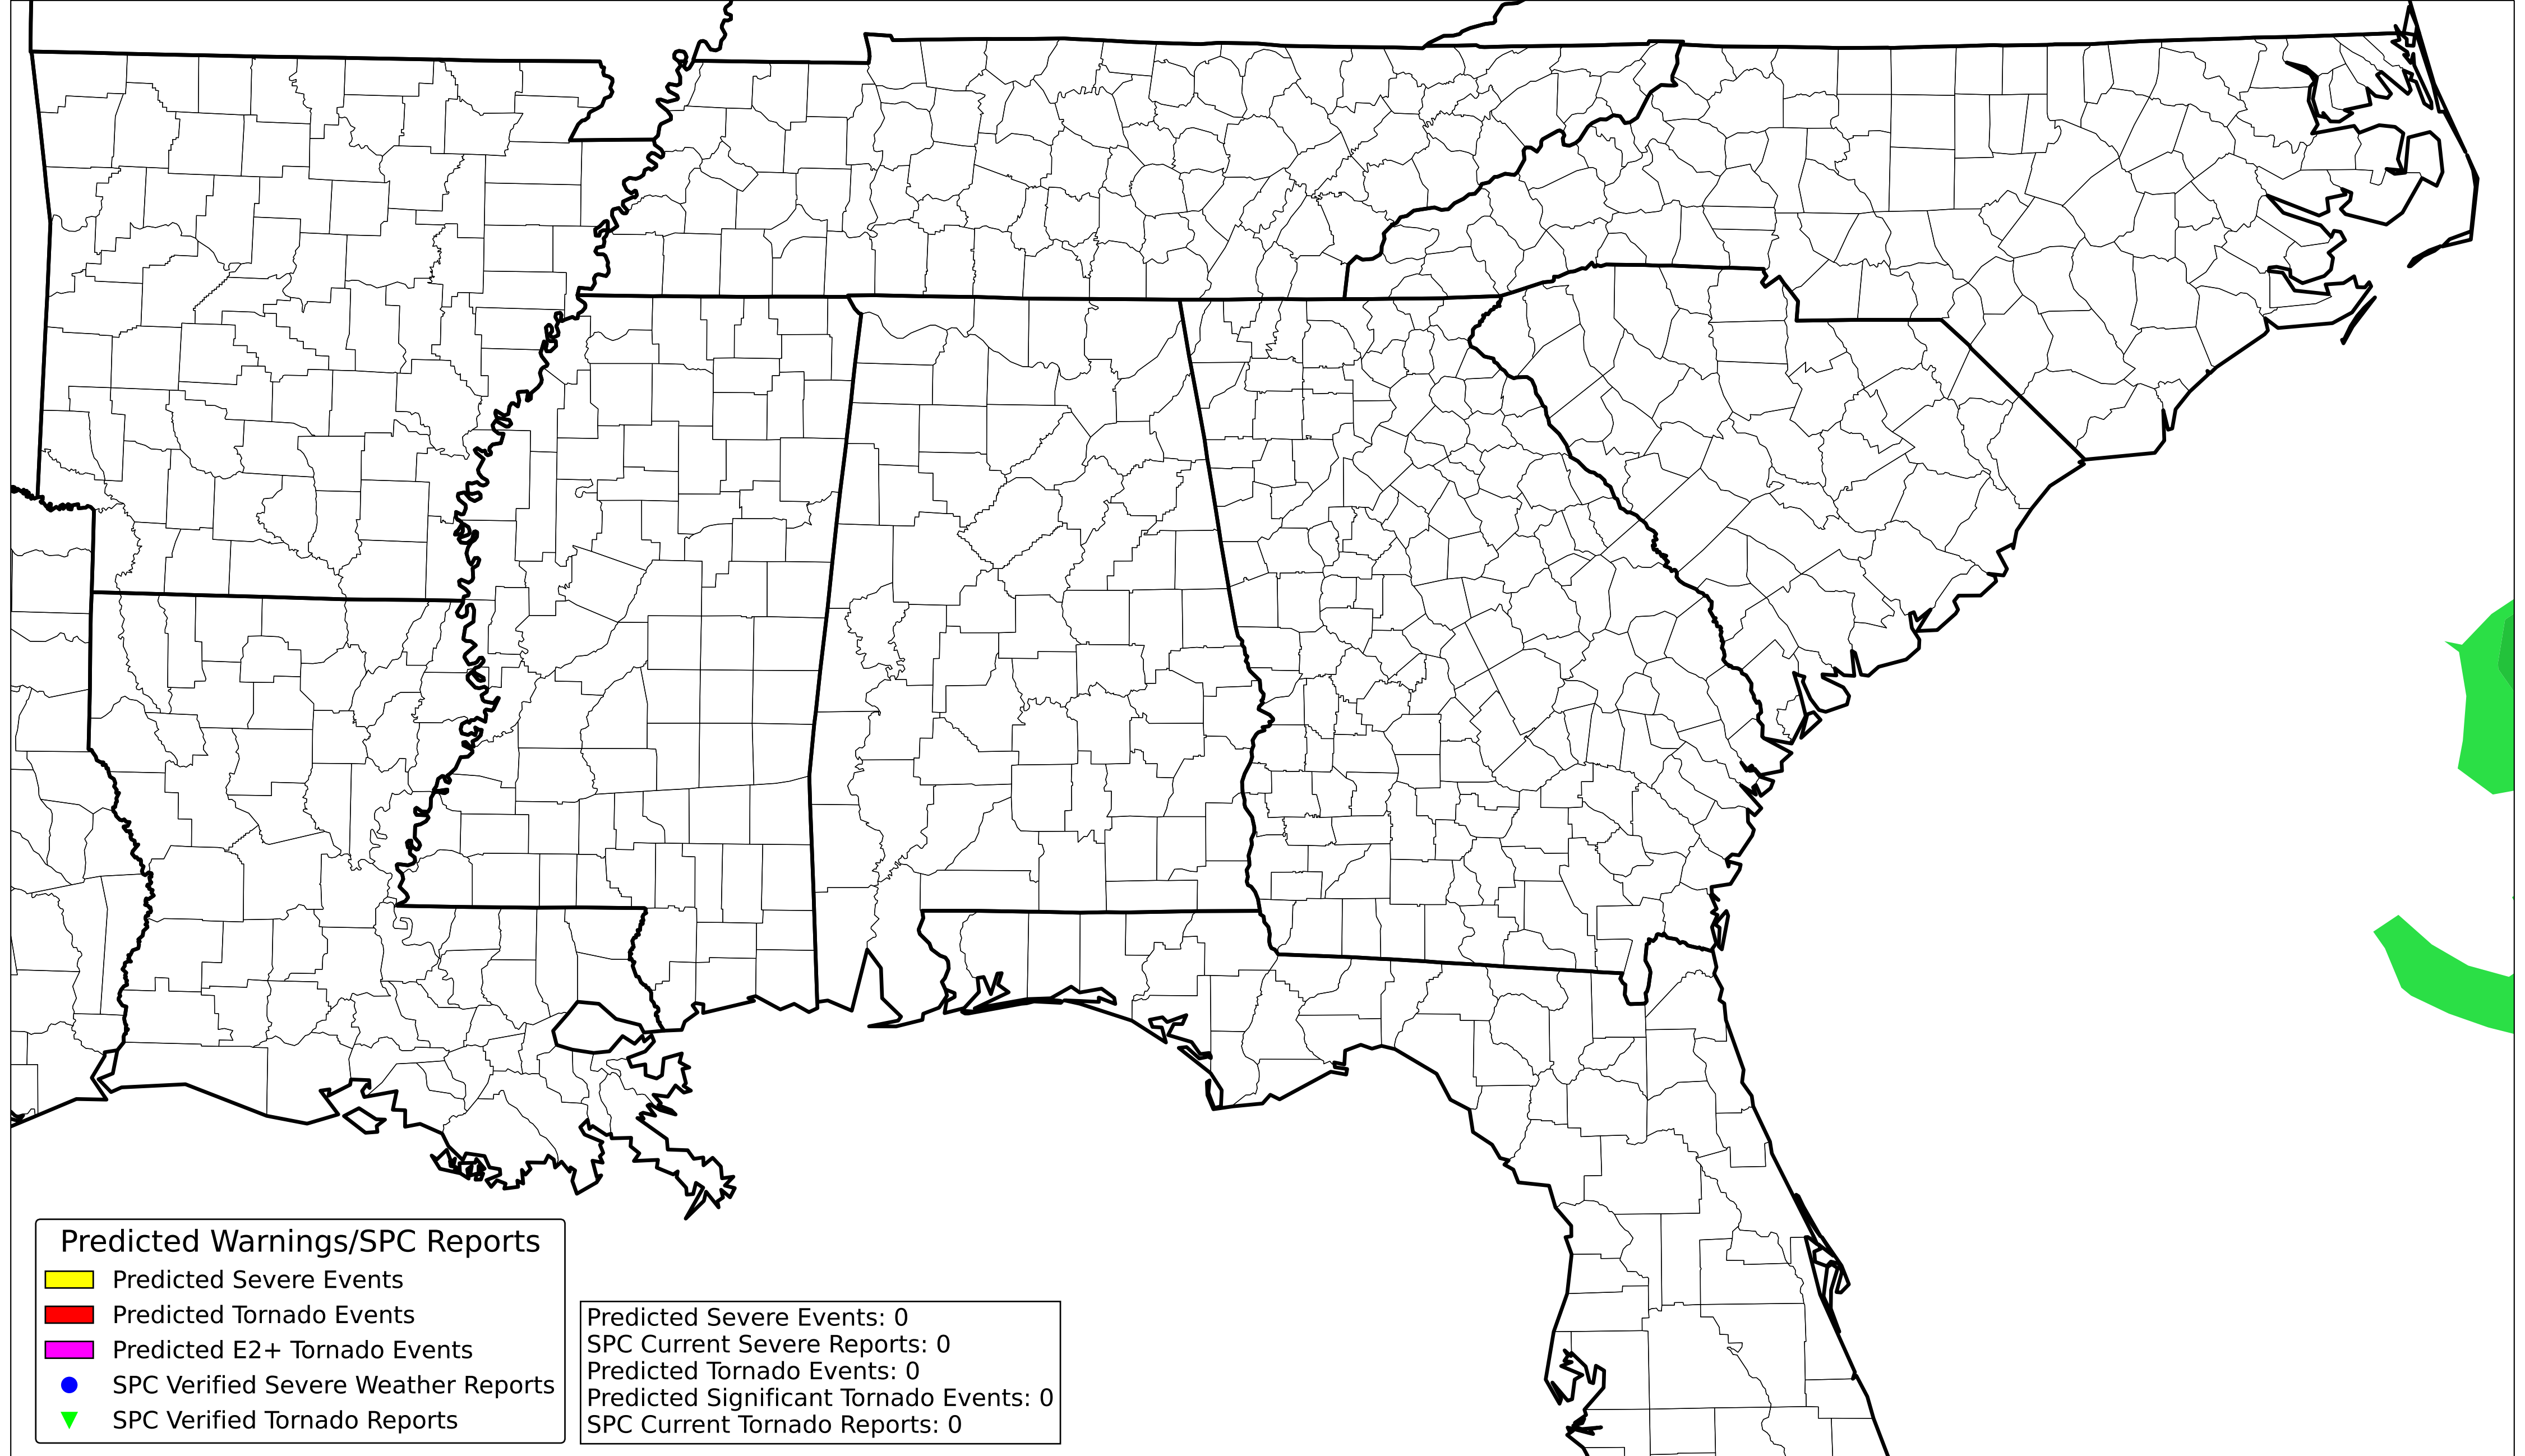 Predicted Warnings/SPC Reports
Predicted Severe Events
Predicted Tornado Events
Predicted E2+ Tornado Events
SPC Verified Severe Weather Reports
SPC Verified Tornado Reports
Predicted Severe Events: 0
SPC Current Severe Reports: 0
Predicted Tornado Events: 0
Predicted Significant Tornado Events: 0
SPC Current Tornado Reports: 0